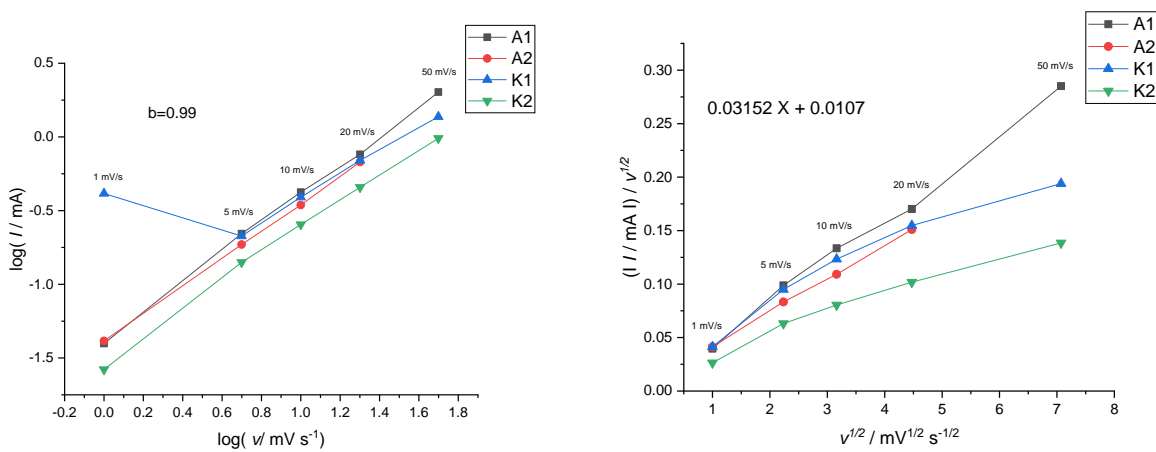 A1
A2
K1
K2
50 mV/s
20 mV/s
10 mV/s
5 mV/s
1 mV/s
b=0.99
0.5
0.0
-0.5
-1.0
-1.5
log( I / mA)
-0.2 0.0 0.2 0.4 0.6 0.8 1.0 1.2 1.4 1.6 1.8
log( v/ mV s-1)
A1
A2
K1
K2
50 mV/s
0.03152 X + 0.0107
20 mV/s
10 mV/s
5 mV/s
1 mV/s
0.30
0.25
0.20
0.15
0.10
0.05
0.00
(I / mA I) / v1/2
1 2 3 4 5 6 7 8
v1/2 / mV1/2 s-1/2